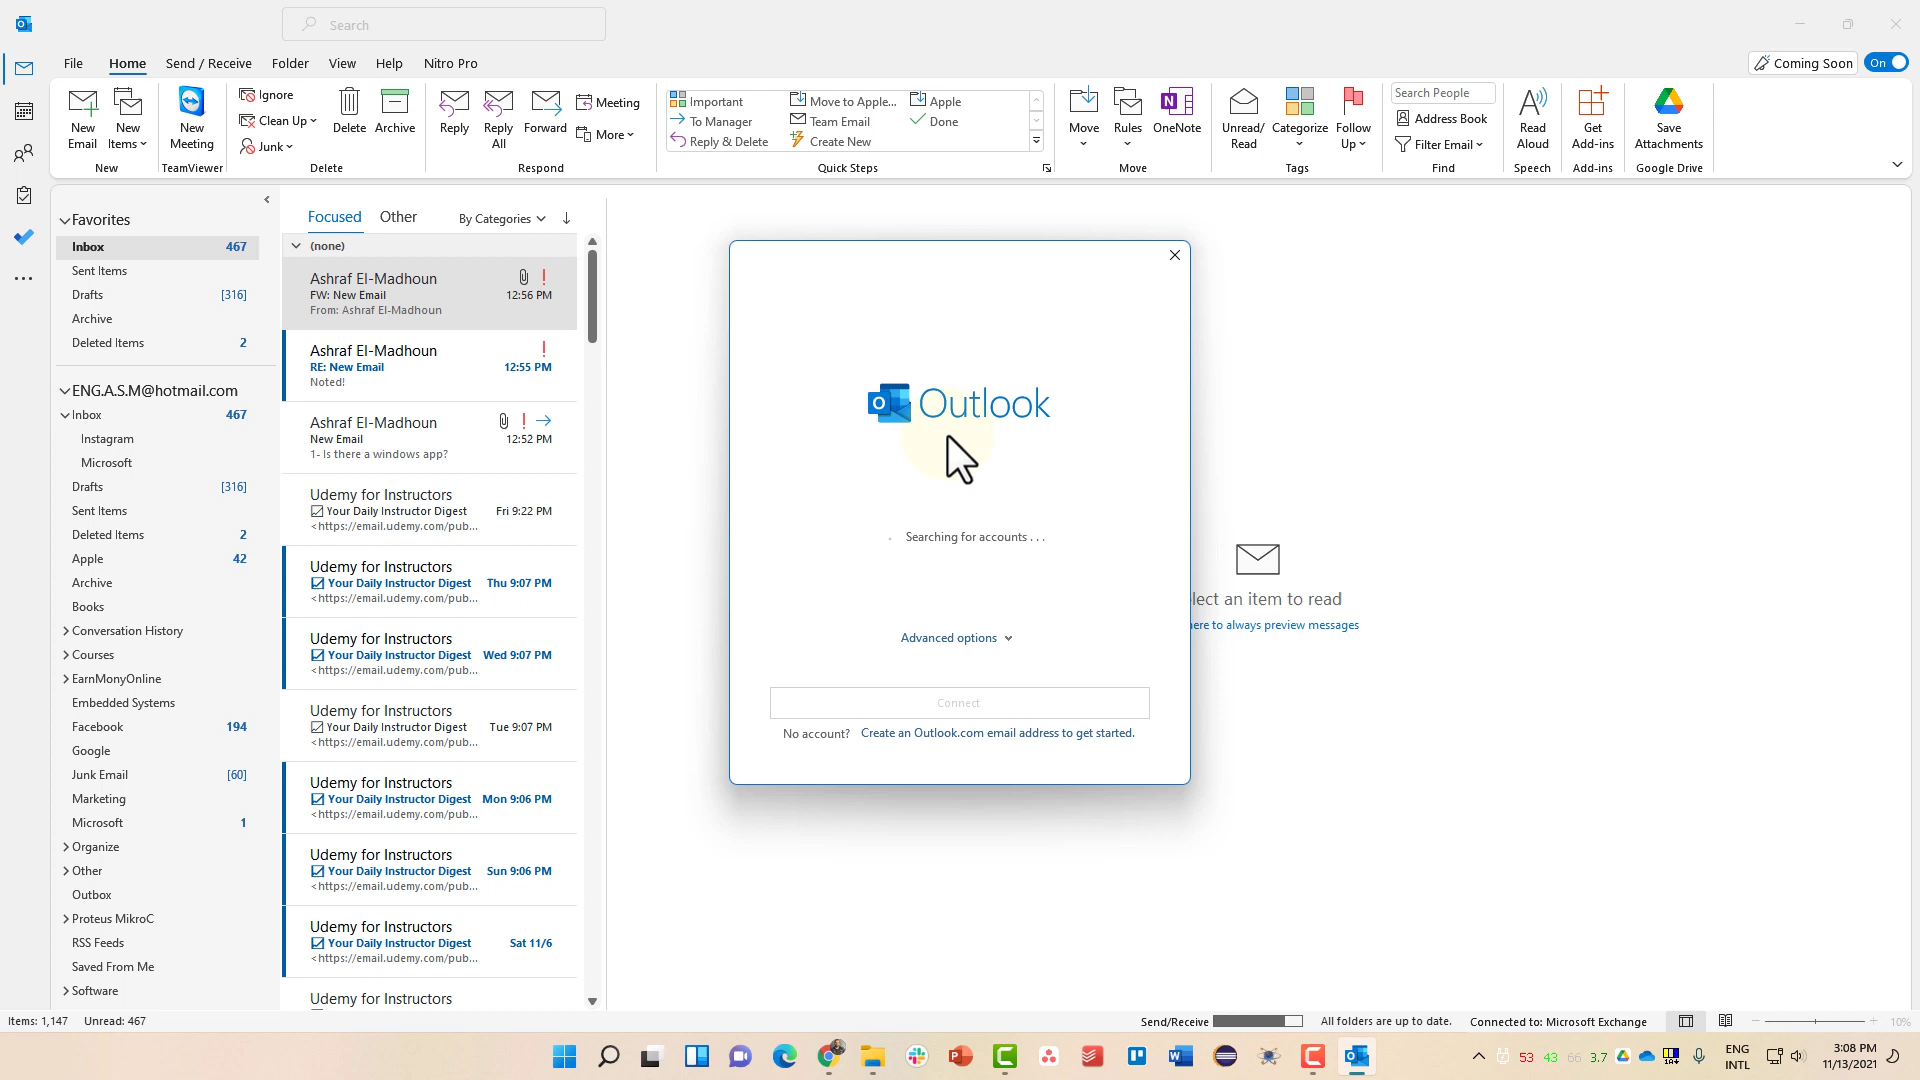 Search
File Home Send / Receive Folder View Help Nitro Pro
Coming Soon On
New Email
New Items
New
New Meeting
TeamViewer
Ignore
Clean Up
Junk
Delete
Archive
Delete
Reply
Reply All
Forward
Meeting
More
Respond
Important
To Manager
Reply & Delete
Move to Apple...
Team Email
Create New
Apple
Done
Quick Steps
Move
Rules
OneNote
Move
Unread/ Read
Categorize
Follow Up
Tags
Search People
Address Book
Filter Email
Find
Read Aloud
Speech
Get Add-ins
Add-ins
Save Attachments
Google Drive
Favorites
Inbox 467
Sent Items
Drafts [316]
Archive
Deleted Items 2
ENG.A.S.M@hotmail.com
Inbox 467
Instagram
Microsoft
Drafts [316]
Sent Items
Deleted Items 2
Apple 42
Archive
Books
Conversation History
Courses
EarnMonyOnline
Embedded Systems
Facebook 194
Google
Junk Email [60]
Marketing
Microsoft 1
Organize
Other
Outbox
Proteus MikroC
RSS Feeds
Saved From Me
Software
Focused Other By Categories
(none)
Ashraf El-Madhoun
FW: New Email 12:56 PM
From: Ashraf El-Madhoun
Ashraf El-Madhoun
RE: New Email 12:55 PM
Noted!
Ashraf El-Madhoun
New Email 12:52 PM
1- Is there a windows app?
Udemy for Instructors
Your Daily Instructor Digest Fri 9:22 PM
<https://email.udemy.com/pub...
Udemy for Instructors
Your Daily Instructor Digest Thu 9:07 PM
<https://email.udemy.com/pub...
Udemy for Instructors
Your Daily Instructor Digest Wed 9:07 PM
<https://email.udemy.com/pub...
Udemy for Instructors
Your Daily Instructor Digest Tue 9:07 PM
<https://email.udemy.com/pub...
Udemy for Instructors
Your Daily Instructor Digest Mon 9:06 PM
<https://email.udemy.com/pub...
Udemy for Instructors
Your Daily Instructor Digest Sun 9:06 PM
<https://email.udemy.com/pub...
Udemy for Instructors
Your Daily Instructor Digest Sat 11/6
<https://email.udemy.com/pub...
Udemy for Instructors
Outlook
Searching for accounts . . .
Advanced options
Connect
No account? Create an Outlook.com email address to get started.
lect an item to read
here to always preview messages
Items: 1,147 Unread: 467
Send/Receive All folders are up to date. Connected to: Microsoft Exchange 10%
53 43 66 3.7
ENG
INTL
3:08 PM
11/13/2021